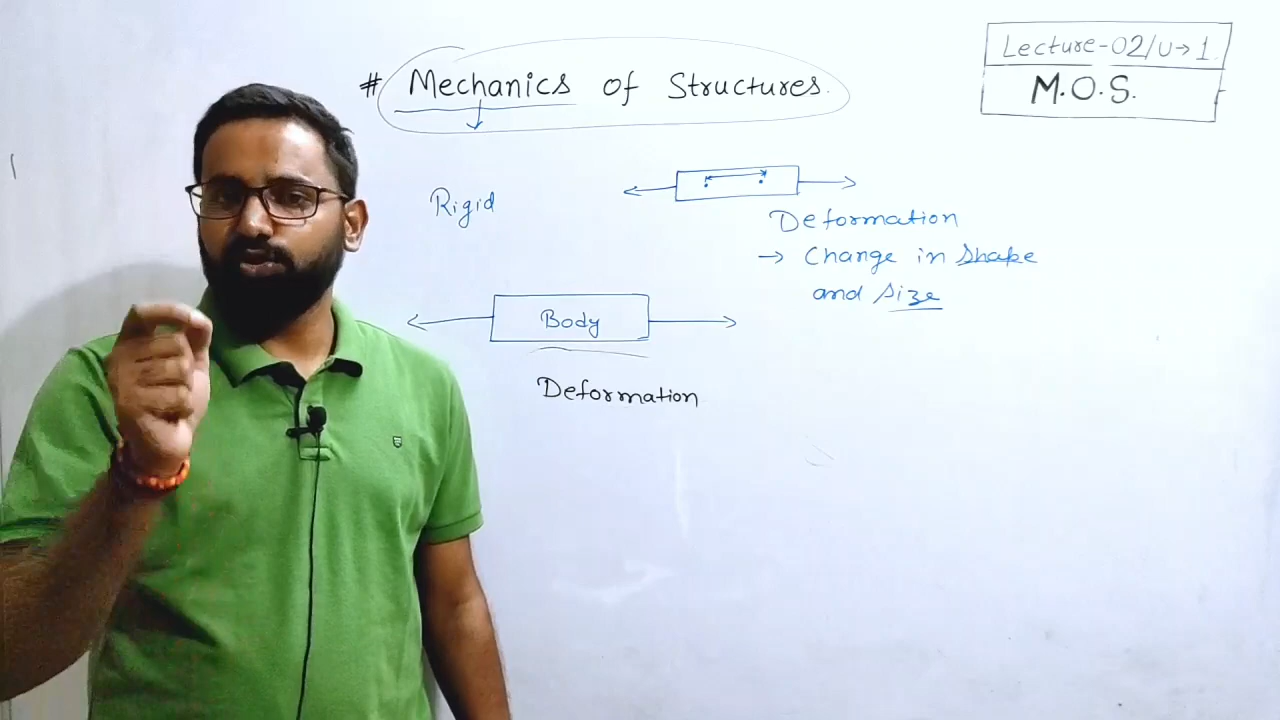 Lecture-02/U→1
M.O.S.
# Mechanics of Structures.
Rigid
Deformation
→ Change in Shape
and Size
Body
Deformation